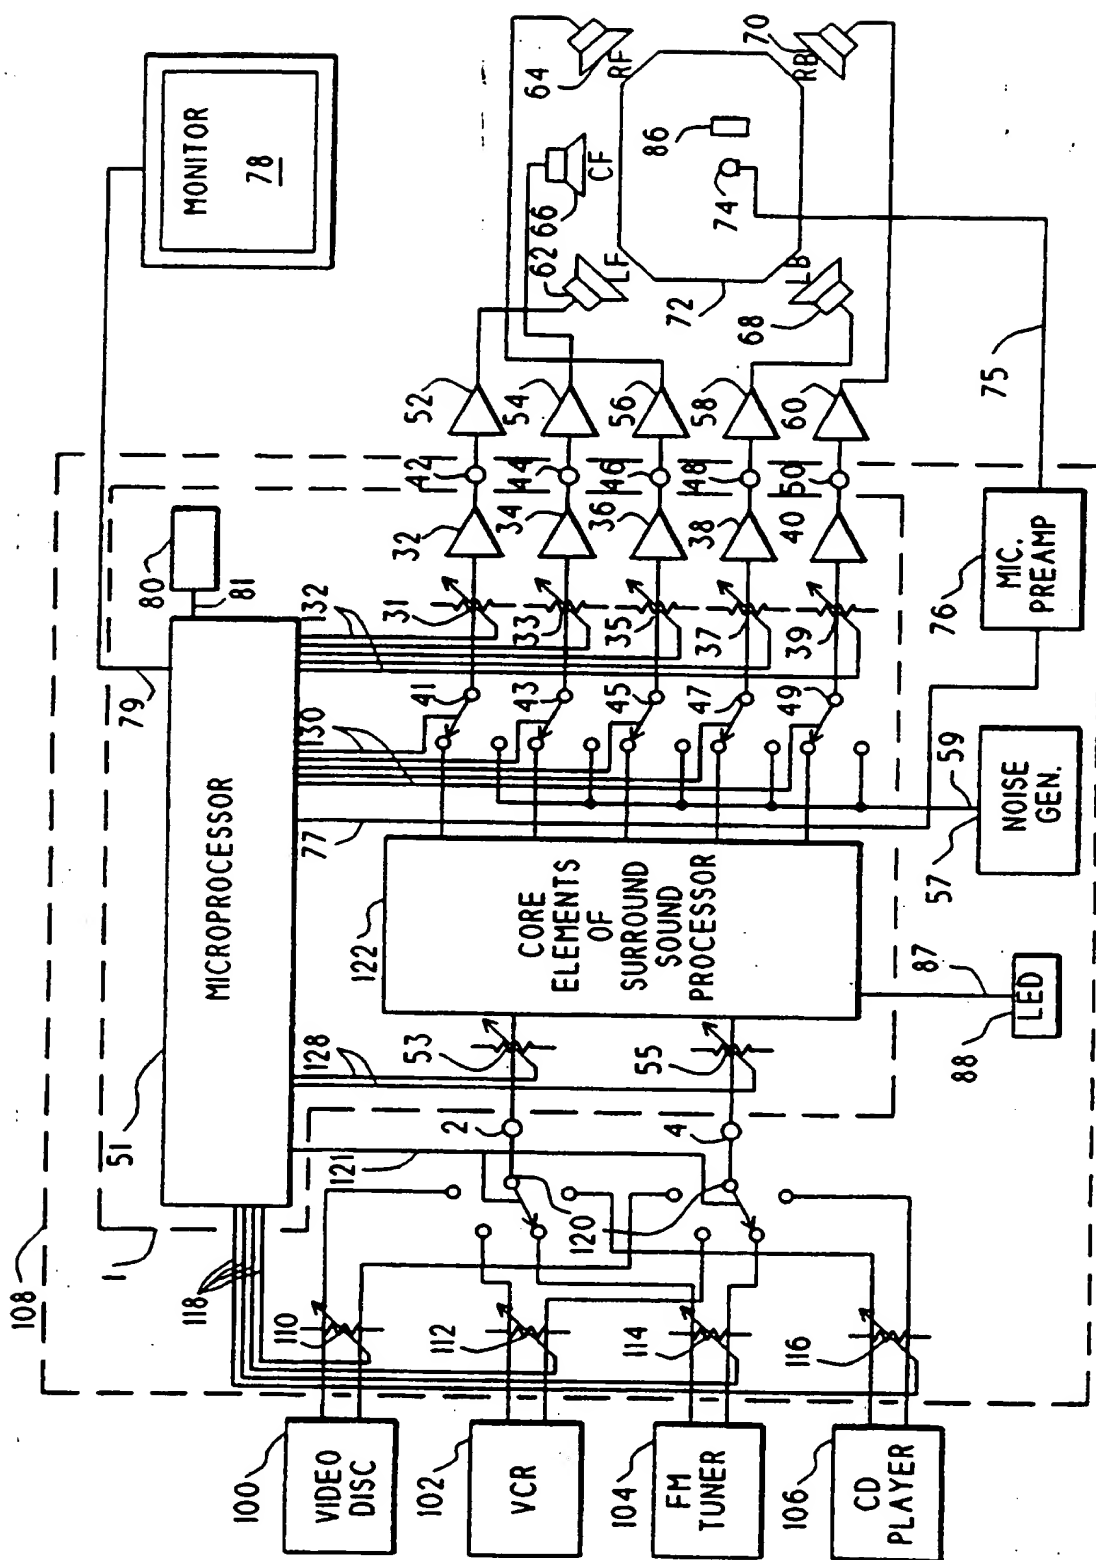 108
1
118
51
MICROPROCESSOR
79
80
81
MONITOR
78
100
VIDEO
DISC
110
121
128
77
130
132
102
VCR
112
120
2
53
122
CORE
ELEMENTS
OF
SURROUND
SOUND
PROCESSOR
41
31
32
42
52
43
33
34
44
54
45
35
36
46
56
47
37
38
48
58
49
39
40
50
60
62
LF
66
CF
64
RF
72
74
86
68
LB
70
RB
104
FM
TUNER
114
4
55
106
CD
PLAYER
116
88
LED
87
57
NOISE
GEN.
59
76
MIC.
PREAMP
75